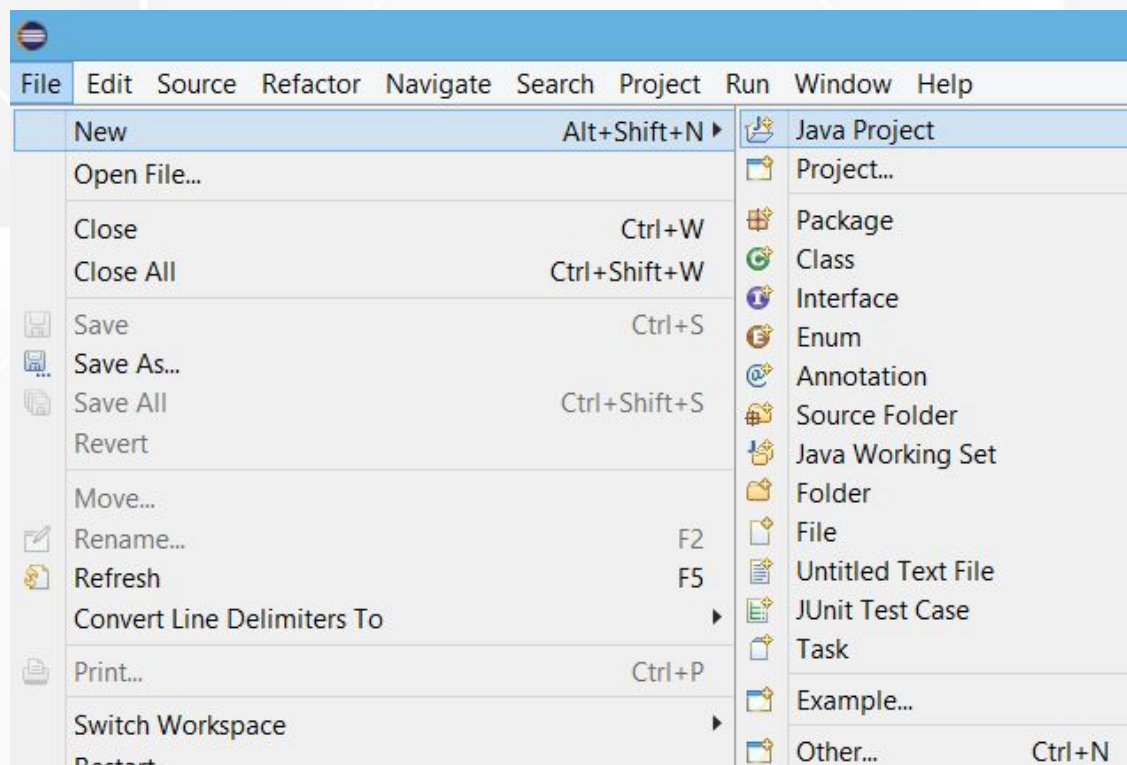 File Edit Source Refactor Navigate Search Project Run Window Help
New Alt+Shift+N
Open File...
Close Ctrl+W
Close All Ctrl+Shift+W
Save Ctrl+S
Save As...
Save All Ctrl+Shift+S
Revert
Move...
Rename... F2
Refresh F5
Convert Line Delimiters To
Print... Ctrl+P
Switch Workspace
Restart
Java Project
Project...
Package
Class
Interface
Enum
Annotation
Source Folder
Java Working Set
Folder
File
Untitled Text File
JUnit Test Case
Task
Example...
Other... Ctrl+N